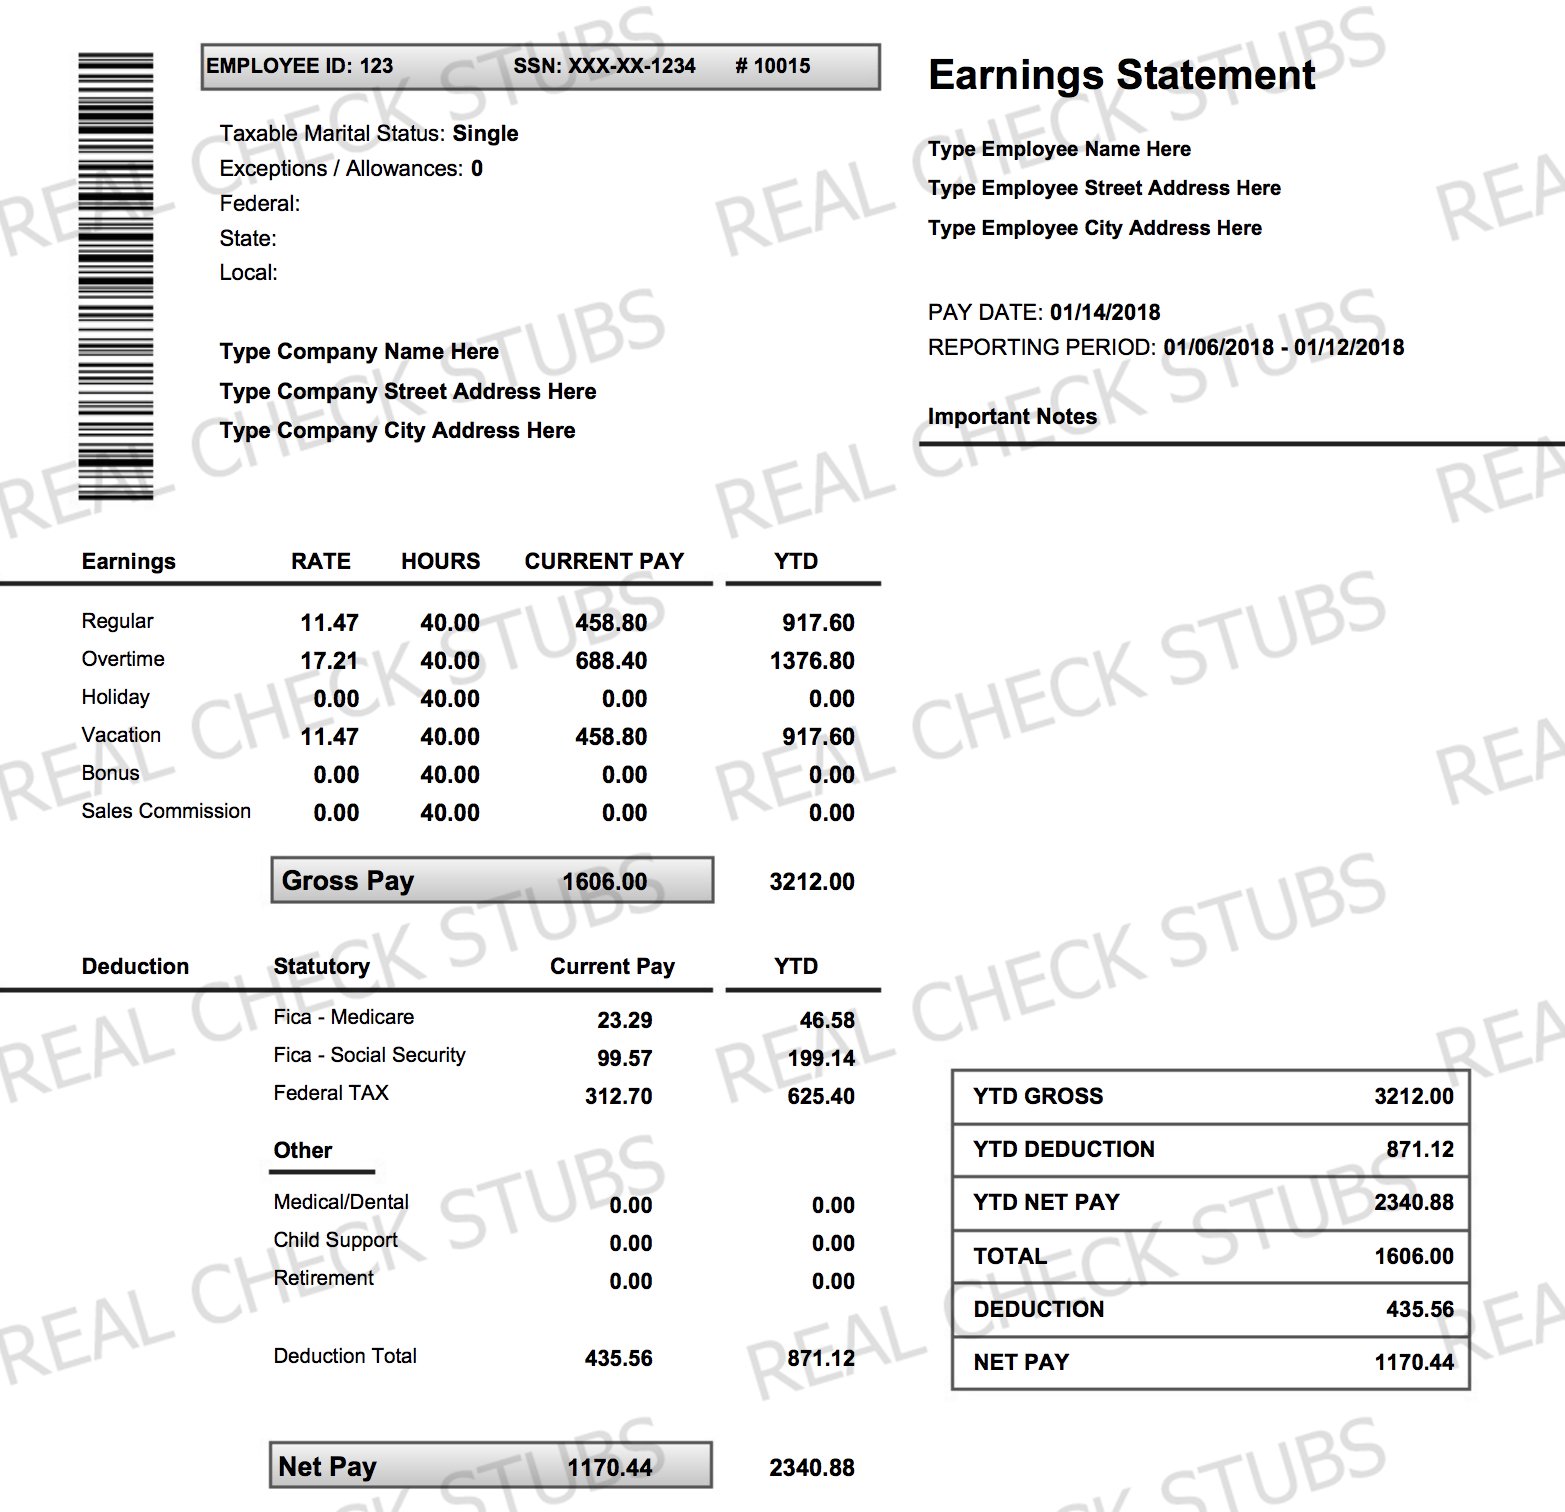 EMPLOYEE ID: 123 SSN: XXX-XX-1234 # 10015
Taxable Marital Status: Single
Exceptions / Allowances: 0
Federal:
State:
Local:
Type Company Name Here
Type Company Street Address Here
Type Company City Address Here
Earnings Statement
Type Employee Name Here
Type Employee Street Address Here
Type Employee City Address Here
PAY DATE: 01/14/2018
REPORTING PERIOD: 01/06/2018 - 01/12/2018
Important Notes
Earnings RATE HOURS CURRENT PAY YTD
Regular 11.47 40.00 458.80 917.60
Overtime 17.21 40.00 688.40 1376.80
Holiday 0.00 40.00 0.00 0.00
Vacation 11.47 40.00 458.80 917.60
Bonus 0.00 40.00 0.00 0.00
Sales Commission 0.00 40.00 0.00 0.00
Gross Pay 1606.00 3212.00
Deduction Statutory Current Pay YTD
Fica - Medicare 23.29 46.58
Fica - Social Security 99.57 199.14
Federal TAX 312.70 625.40
Other
Medical/Dental 0.00 0.00
Child Support 0.00 0.00
Retirement 0.00 0.00
Deduction Total 435.56 871.12
Net Pay 1170.44 2340.88
YTD GROSS 3212.00
YTD DEDUCTION 871.12
YTD NET PAY 2340.88
TOTAL 1606.00
DEDUCTION 435.56
NET PAY 1170.44
REAL CHECK STUBS